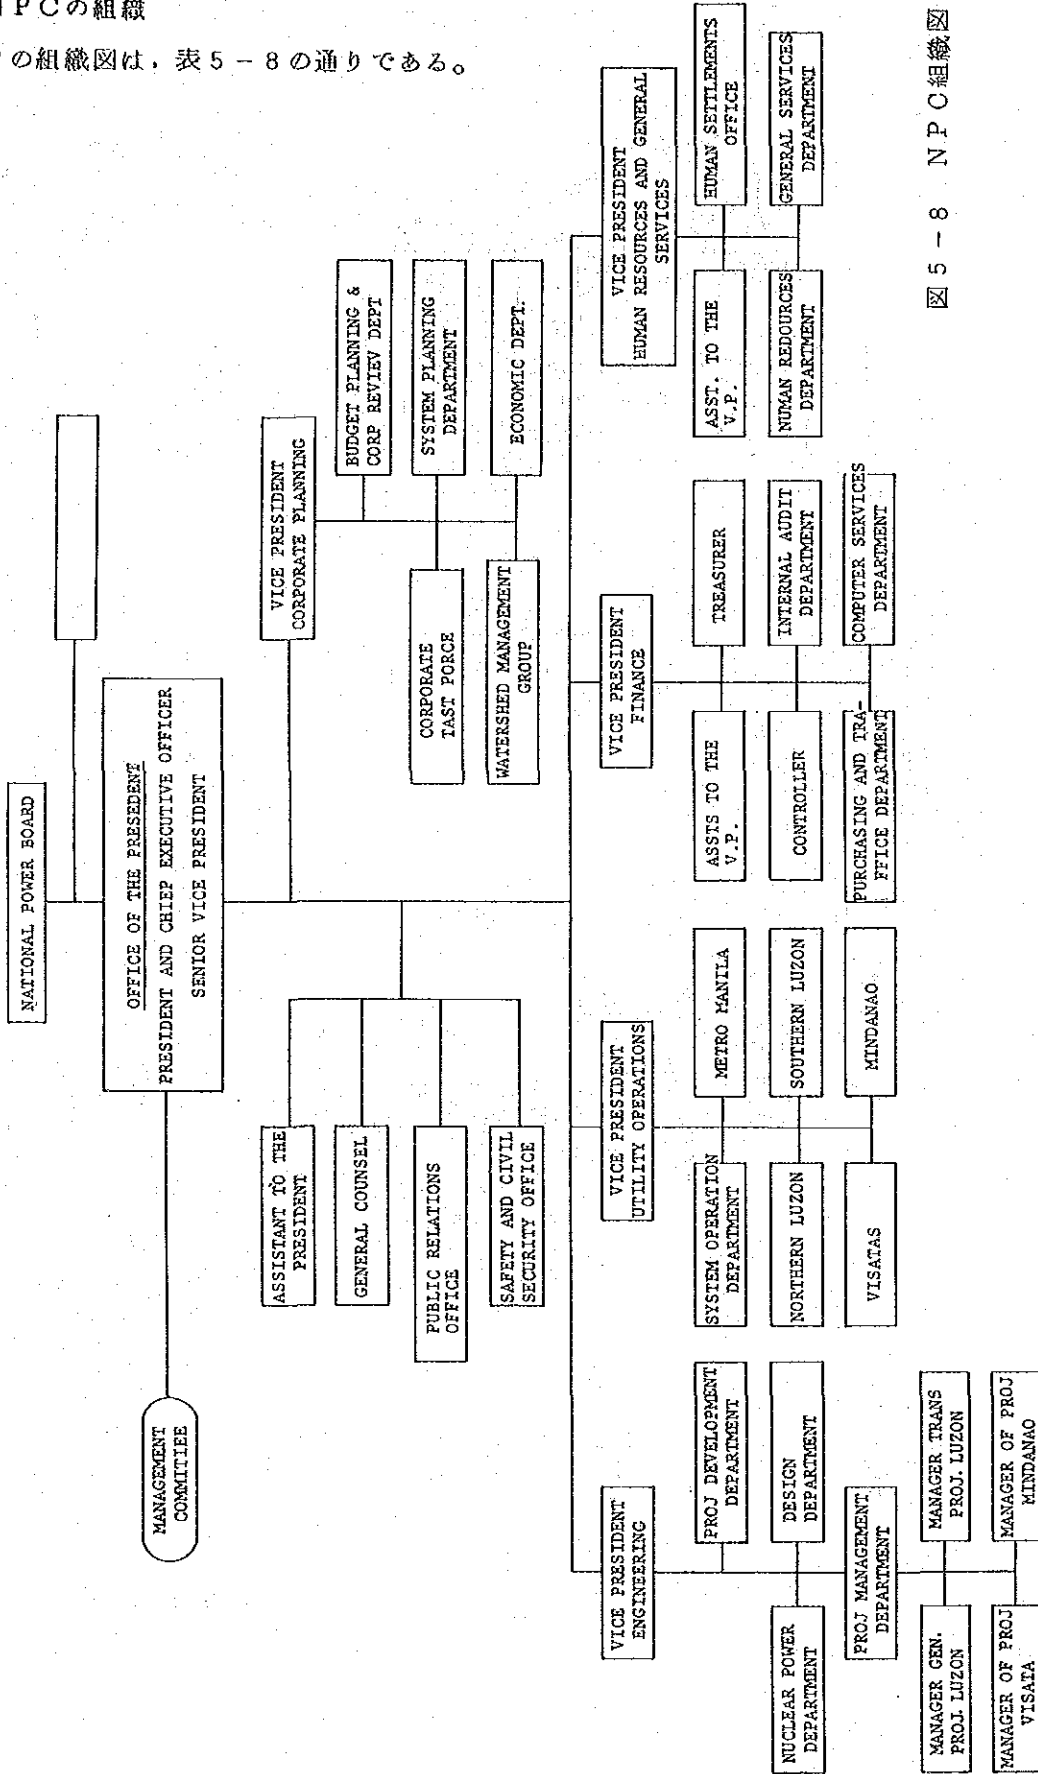 PCの組織
の組織図は，表5－8の通りである。
NATIONAL POWER BOARD
OFFICE OF THE PRESEDENT
PRESIDENT AND CHIEF EXECUTIVE OFFICER
SENIOR VICE PRESIDENT
MANAGEMENT
COMMITIEE
VICE PRESIDENT
CORPORATE PLANNING
BUDGET PLANNING &
CORP REVIEV DEPT
SYSTEM PLANNING
DEPARTMENT
CORPORATE
TAST PORCE
ECONOMIC DEPT.
WATERSHED MANAGEMENT
GROUP
ASSISTANT TO THE
PRESIDENT
GENERAL COUNSEL
PUBLIC RELATIONS
OFFICE
SAFETY AND CIVIL
SECURITY OFFICE
VICE PRESIDENT
ENGINEERING
PROJ DEVELOPMENT
DEPARTMENT
NUCLEAR POWER
DEPARTMENT
DESIGN
DEPARTMENT
PROJ MANAGEMENT
DEPARTMENT
MANAGER GEN.
PROJ. LUZON
MANAGER TRANS
PROJ. LUZON
MANAGER OF PROJ
VISATA
MANAGER OF PROJ
MINDANAO
VICE PRESIDENT
UTILITY OPERATIONS
SYSTEM OPERATION
DEPARTMENT
METRO MANILA
NORTHERN LUZON
SOUTHERN LUZON
VISATAS
MINDANAO
VICE PRESIDENT
FINANCE
ASSTS TO THE
V.P.
TREASURER
CONTROLLER
INTERNAL AUDIT
DEPARTMENT
PURCHASING AND TRA-
FFICE DEPARTMENT
COMPUTER SERVICES
DEPARTMENT
VICE PRESIDENT
HUMAN RESOURCES AND GENERAL
SERVICES
ASST. TO THE
V.P.
HUMAN SETTLEMENTS
OFFICE
NUMAN REDOURCES
DEPARTMENT
GENERAL SERVICES
DEPARTMENT
図5－8 NPC組織図